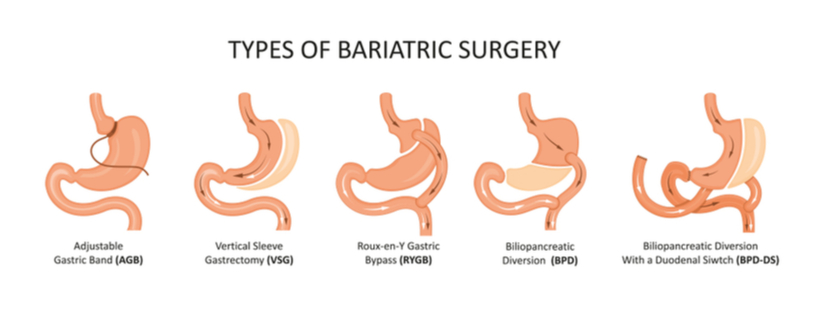 TYPES OF BARIATRIC SURGERY
Adjustable
Gastric Band (AGB)
Vertical Sleeve
Gastrectomy (VSG)
Roux-en-Y Gastric
Bypass (RYGB)
Biliopancreatic
Diversion (BPD)
Biliopancreatic Diversion
With a Duodenal Siwtch (BPD-DS)